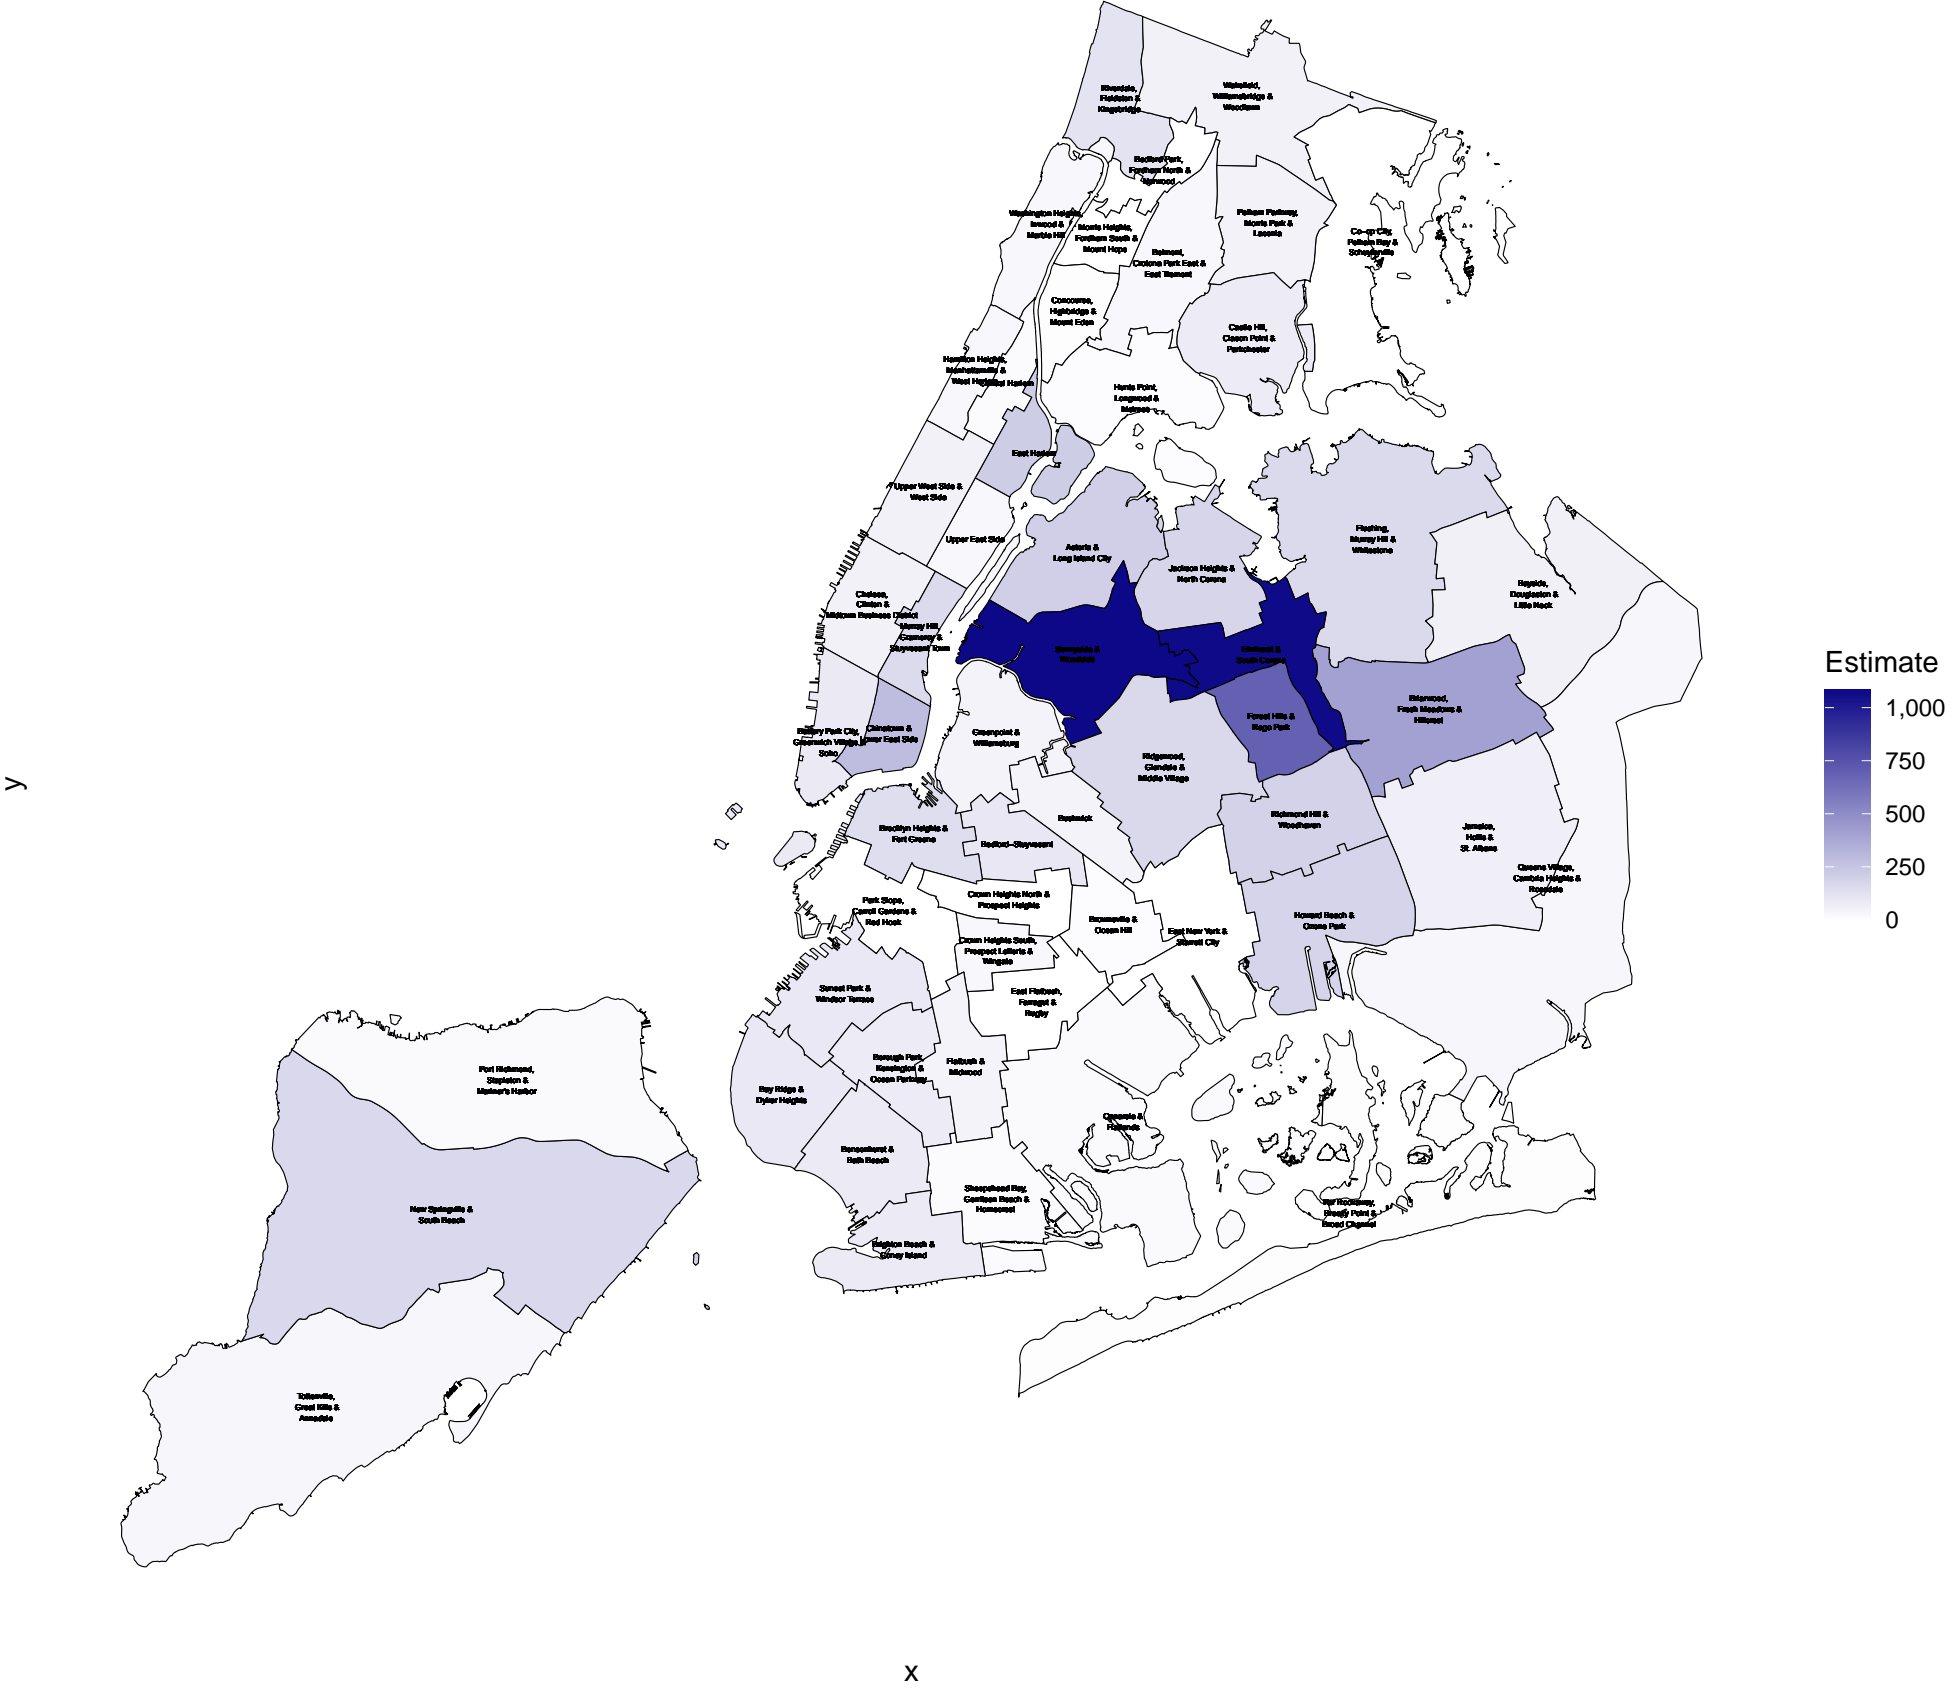 Riverdale,
Fieldston &
Kingsbridge
Wakefield,
Williamsbridge &
Woodlawn
Bedford Park,
Fordham North &
Norwood
Washington Heights,
Inwood &
Marble Hill
Morris Heights,
Fordham South &
Mount Hope
Belmont,
Crotona Park East &
East Tremont
Pelham Parkway,
Morris Park &
Laconia
Co-op City,
Pelham Bay &
Schuylerville
Concourse,
Highbridge &
Mount Eden
Castle Hill,
Clason Point &
Parkchester
Hamilton Heights,
Manhattanville &
West Harlem
Central Harlem
Hunts Point,
Longwood &
Melrose
East Harlem
Upper West Side &
West Side
Upper East Side
Astoria &
Long Island City
Jackson Heights &
North Corona
Flushing,
Murray Hill &
Whitestone
Bayside,
Douglaston &
Little Neck
Chelsea,
Clinton &
Midtown Business District
Murray Hill,
Gramercy &
Stuyvesant Town
Sunnyside &
Woodside
Elmhurst &
South Corona
Briarwood,
Fresh Meadows &
Hillcrest
Forest Hills &
Rego Park
Battery Park City,
Greenwich Village &
Soho
Chinatown &
Lower East Side
Greenpoint &
Williamsburg
Ridgewood,
Glendale &
Middle Village
Brooklyn Heights &
Fort Greene
Bedford-Stuyvesant
Bushwick
Richmond Hill &
Woodhaven
Jamaica,
Hollis &
St. Albans
Queens Village,
Cambria Heights &
Rosedale
Park Slope,
Carroll Gardens &
Red Hook
Crown Heights North &
Prospect Heights
Brownsville &
Ocean Hill
East New York &
Starrett City
Howard Beach &
Ozone Park
Crown Heights South,
Prospect Lefferts &
Wingate
Sunset Park &
Windsor Terrace
East Flatbush,
Farragut &
Rugby
Borough Park,
Kensington &
Ocean Parkway
Flatbush &
Midwood
Bay Ridge &
Dyker Heights
Canarsie &
Flatlands
Bensonhurst &
Bath Beach
Sheepshead Bay,
Gerritsen Beach &
Homecrest
Brighton Beach &
Coney Island
Far Rockaway,
Breezy Point &
Broad Channel
Port Richmond,
Stapleton &
Mariner's Harbor
New Springville &
South Beach
Tottenville,
Great Kills &
Annadale
Estimate
1,000
750
500
250
0
x
y